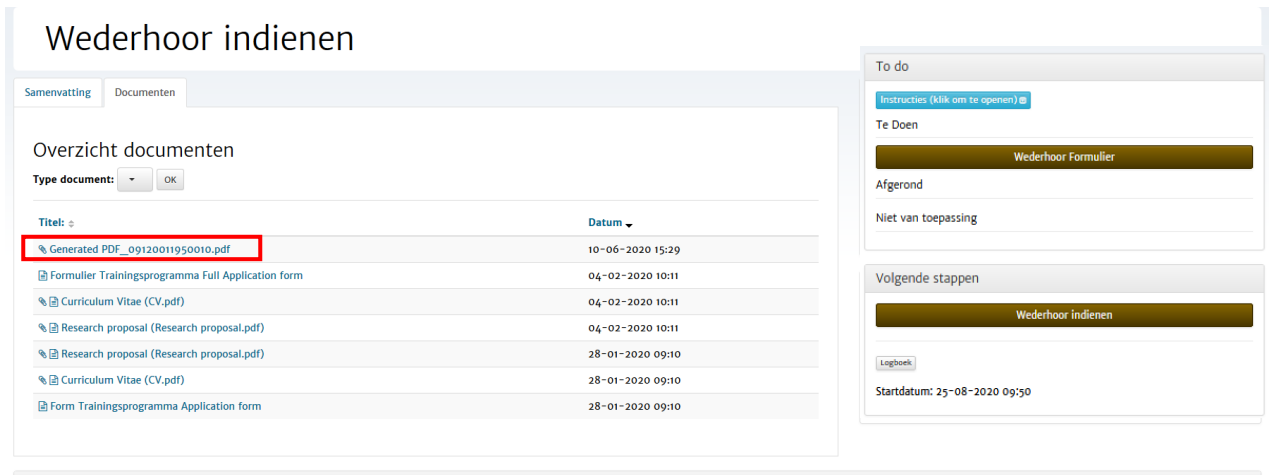 Wederhoor indienen
Samenvatting Documenten
Overzicht documenten
Type document: OK
Titel: Datum
Generated PDF_09120011950010.pdf 10-06-2020 15:29
Formulier Trainingsprogramma Full Application form 04-02-2020 10:11
Curriculum Vitae (CV.pdf) 04-02-2020 10:11
Research proposal (Research proposal.pdf) 04-02-2020 10:11
Research proposal (Research proposal.pdf) 28-01-2020 09:10
Curriculum Vitae (CV.pdf) 28-01-2020 09:10
Form Trainingsprogramma Application form 28-01-2020 09:10
To do
Instructies (klik om te openen)
Te Doen
Wederhoor Formulier
Afgerond
Niet van toepassing
Volgende stappen
Wederhoor indienen
Logboek
Startdatum: 25-08-2020 09:50